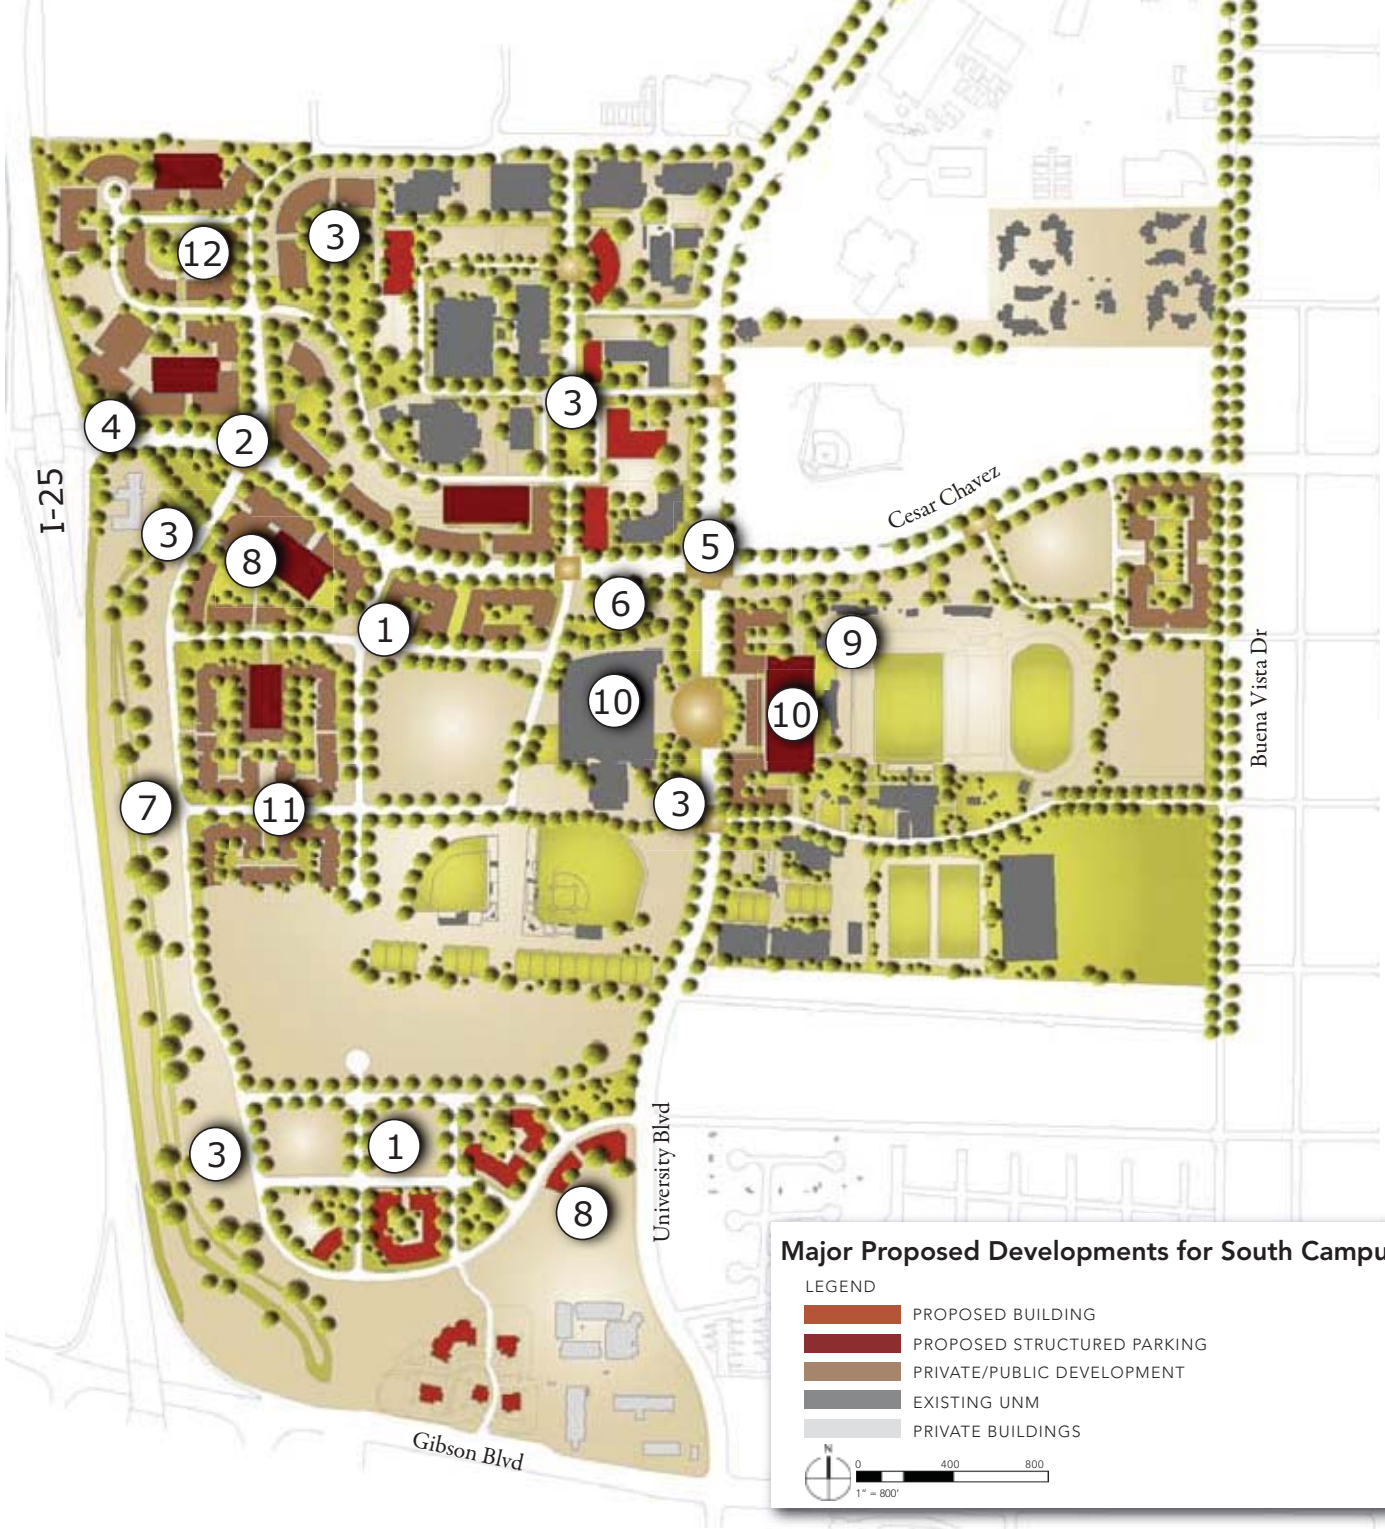 12
3
4
2
3
I-25
3
8
5
Cesar Chavez
6
1
9
10
10
Buena Vista Dr
7
11
3
3
1
University Blvd
8
Gibson Blvd
Major Proposed Developments for South Campu
LEGEND
PROPOSED BUILDING
PROPOSED STRUCTURED PARKING
PRIVATE/PUBLIC DEVELOPMENT
EXISTING UNM
PRIVATE BUILDINGS
N
0 400 800
1" = 800'